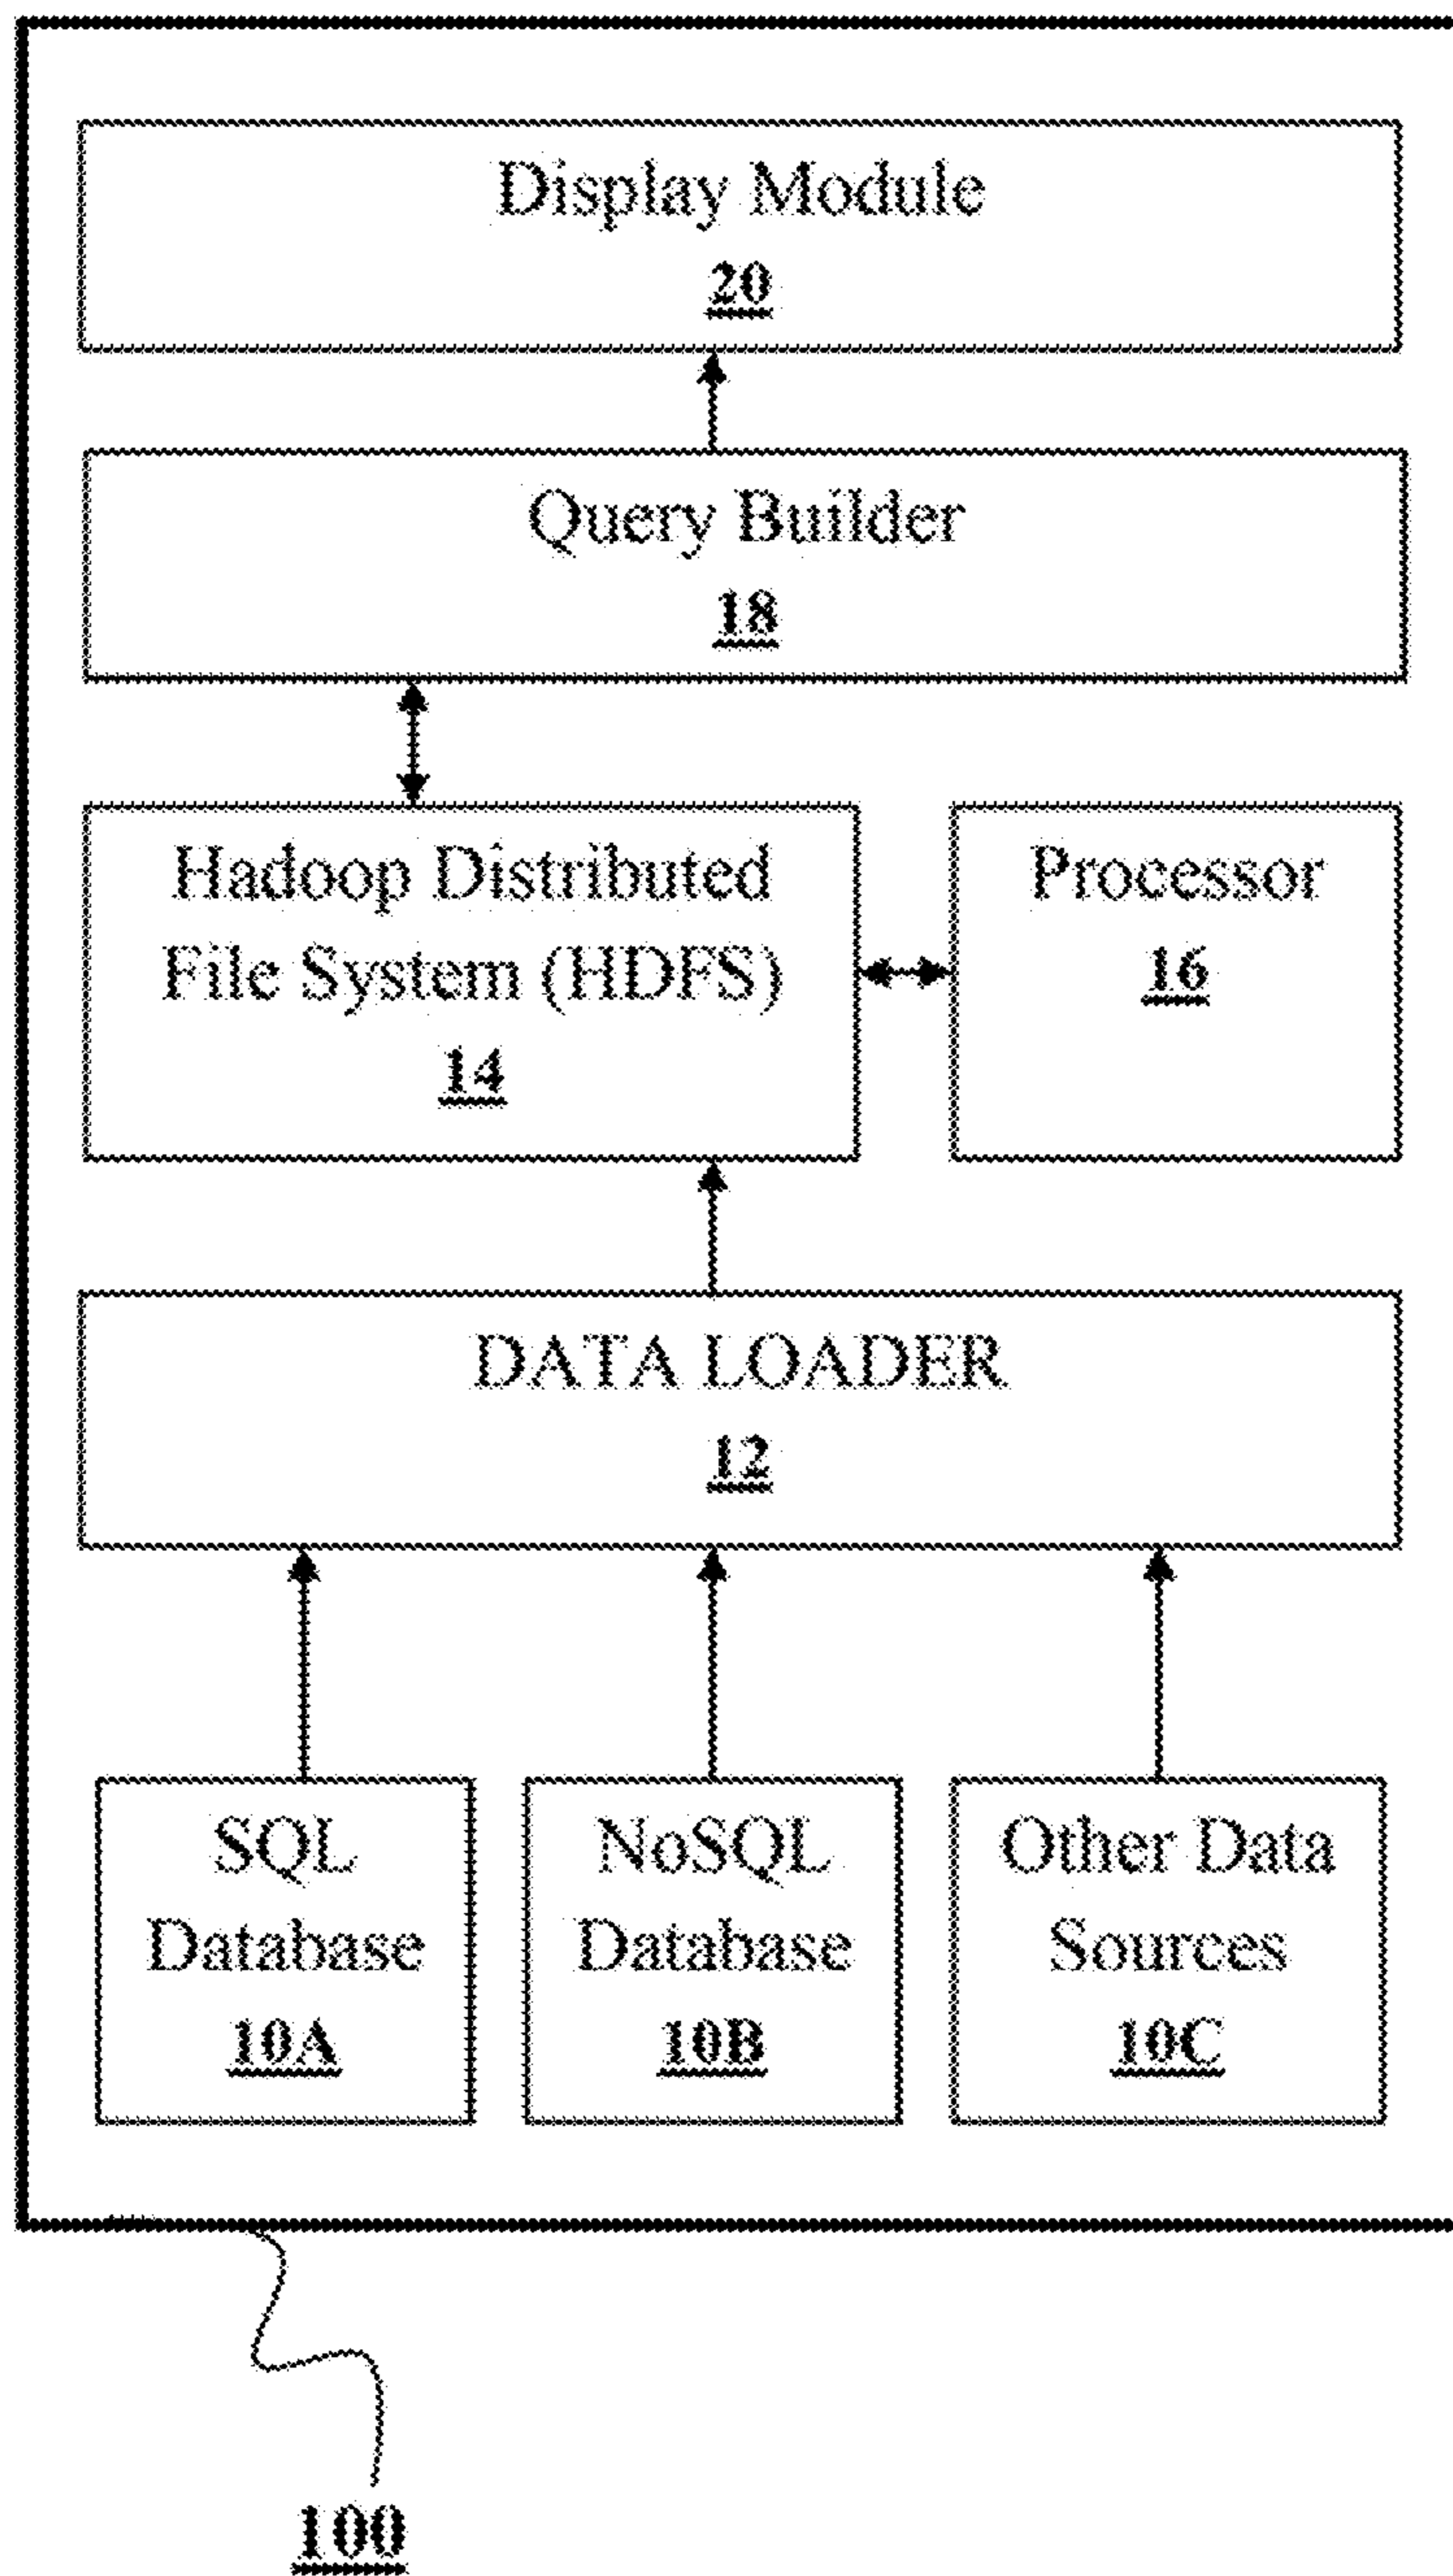 Display Module
20
Query Builder
18
Hadoop Distributed
File System (HDFS)
14
Processor
16
DATA LOADER
12
SQL
Database
10A
NoSQL
Database
10B
Other Data
Sources
10C
100